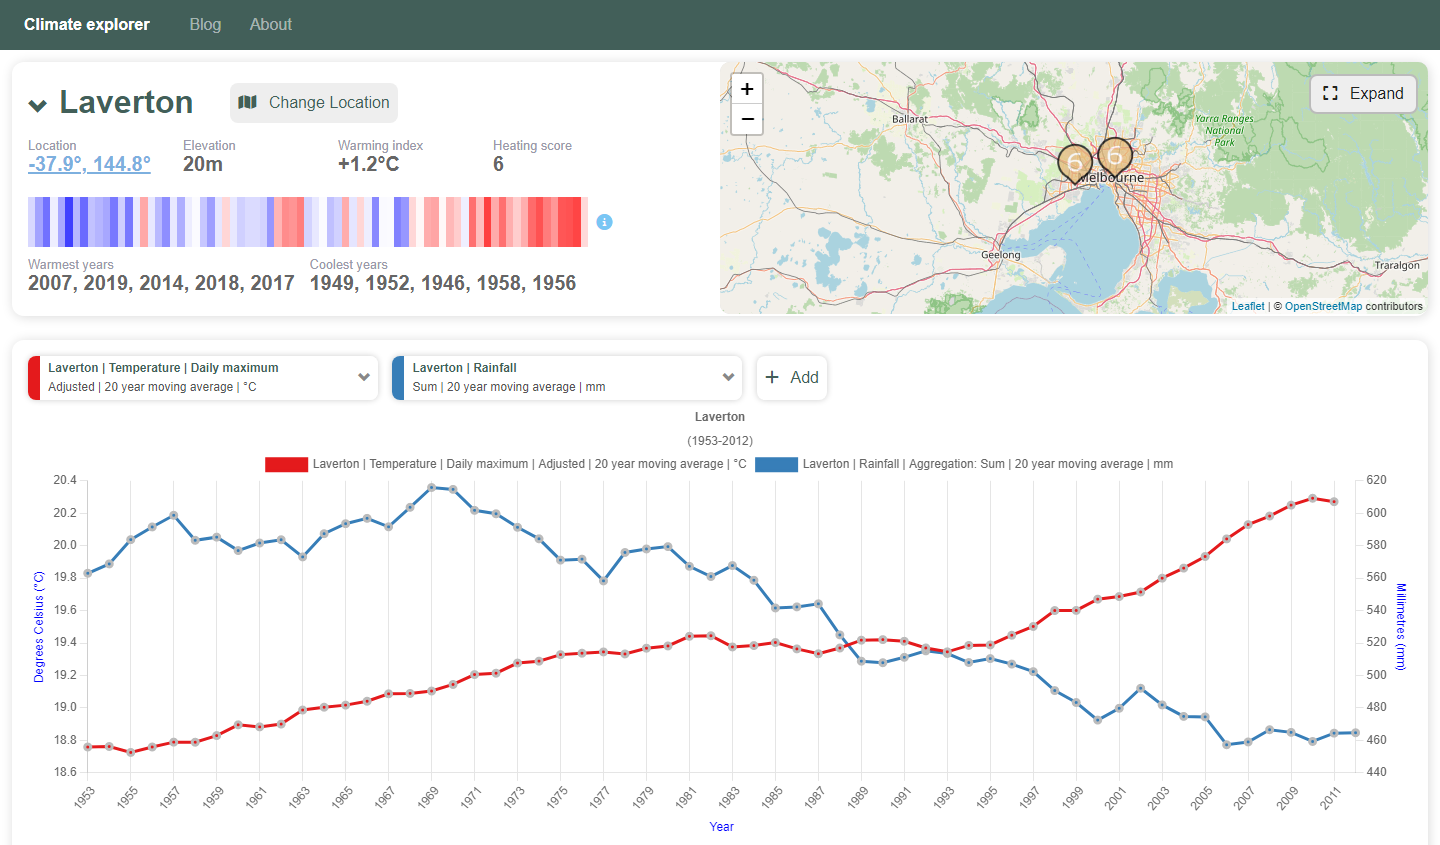 Climate explorer Blog About
Laverton Change Location
Location Elevation Warming index Heating score
-37.9°, 144.8° 20m +1.2°C 6
Warmest years Coolest years
2007, 2019, 2014, 2018, 2017 1949, 1952, 1946, 1958, 1956
+
−
Expand
Ballarat
Yarra Ranges
National
Park
6 6
Melbourne
Geelong
Traralgon
Leaflet | © OpenStreetMap contributors
Laverton | Temperature | Daily maximum
Adjusted | 20 year moving average | °C
Laverton | Rainfall
Sum | 20 year moving average | mm
+ Add
Laverton
(1953-2012)
Laverton | Temperature | Daily maximum | Adjusted | 20 year moving average | °C Laverton | Rainfall | Aggregation: Sum | 20 year moving average | mm
Degrees Celsius (°C)
20.4
20.2
20.0
19.8
19.6
19.4
19.2
19.0
18.8
18.6
620
600
580
560
540
520
500
480
460
440
Millimetres (mm)
1953 1955 1957 1959 1961 1963 1965 1967 1969 1971 1973 1975 1977 1979 1981 1983 1985 1987 1989 1991 1993 1995 1997 1999 2001 2003 2005 2007 2009 2011
Year